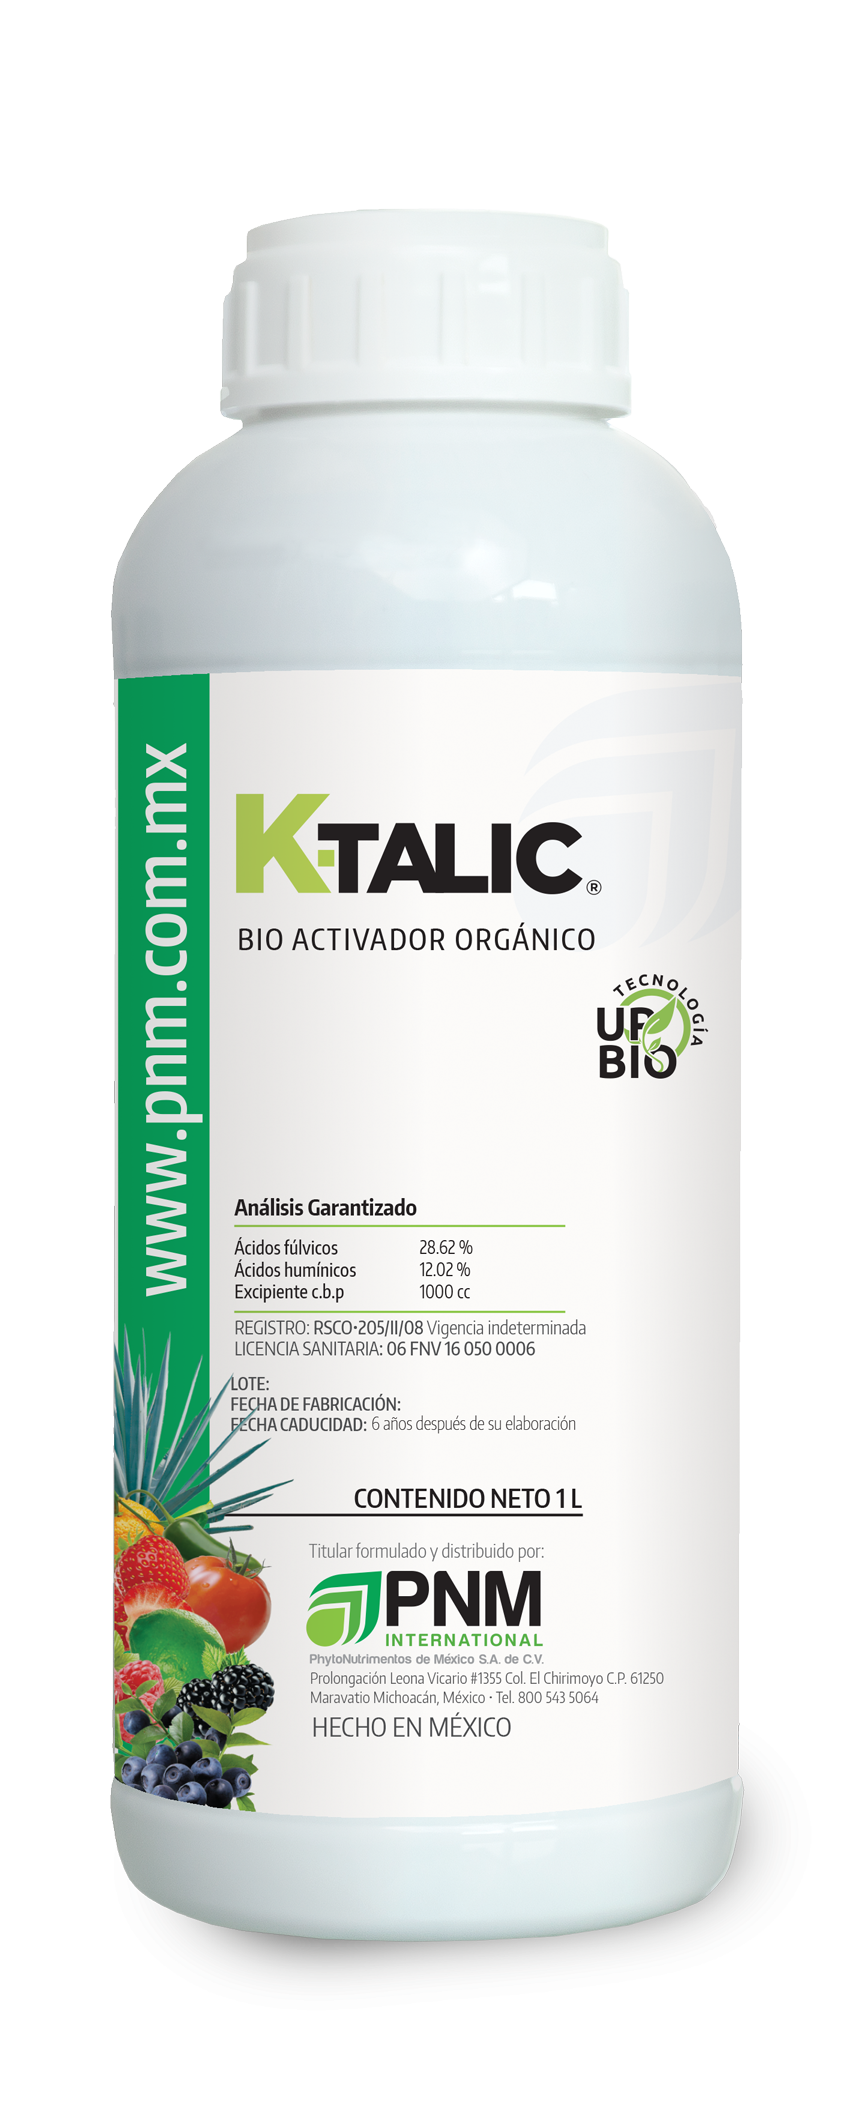 www.pnm.com.mx
K-TALIC®
BIO ACTIVADOR ORGÁNICO
TECNOLOGÍA
UP
BIO
Análisis Garantizado
Ácidos fúlvicos 28.62 %
Ácidos humínicos 12.02 %
Excipiente c.b.p 1000 cc
REGISTRO: RSCO•205/II/08 Vigencia indeterminada
LICENCIA SANITARIA: 06 FNV 16 050 0006
LOTE:
FECHA DE FABRICACIÓN:
FECHA CADUCIDAD: 6 años después de su elaboración
CONTENIDO NETO 1 L
Titular formulado y distribuido por:
PNM
INTERNATIONAL
PhytoNutrimentos de México S.A. de C.V.
Prolongación Leona Vicario #1355 Col. El Chirimoyo C.P. 61250
Maravatio Michoacán, México • Tel. 800 543 5064
HECHO EN MÉXICO